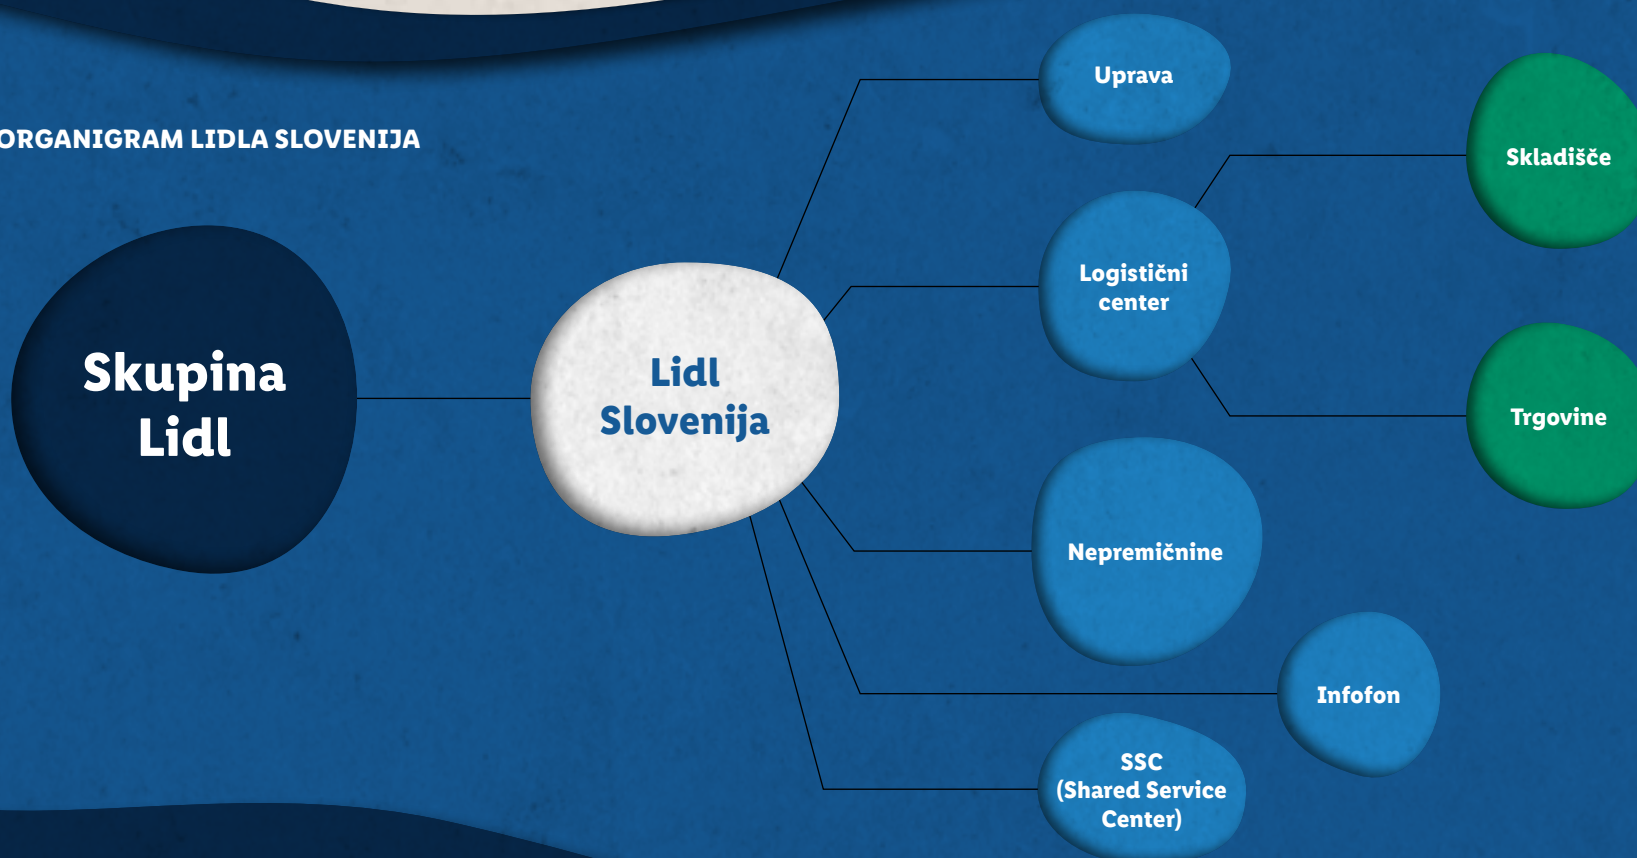 ORGANIGRAM LIDLA SLOVENIJA
Skupina
Lidl
Lidl
Slovenija
Uprava
Logistični
center
Nepremičnine
Infofon
SSC
(Shared Service
Center)
Skladišče
Trgovine